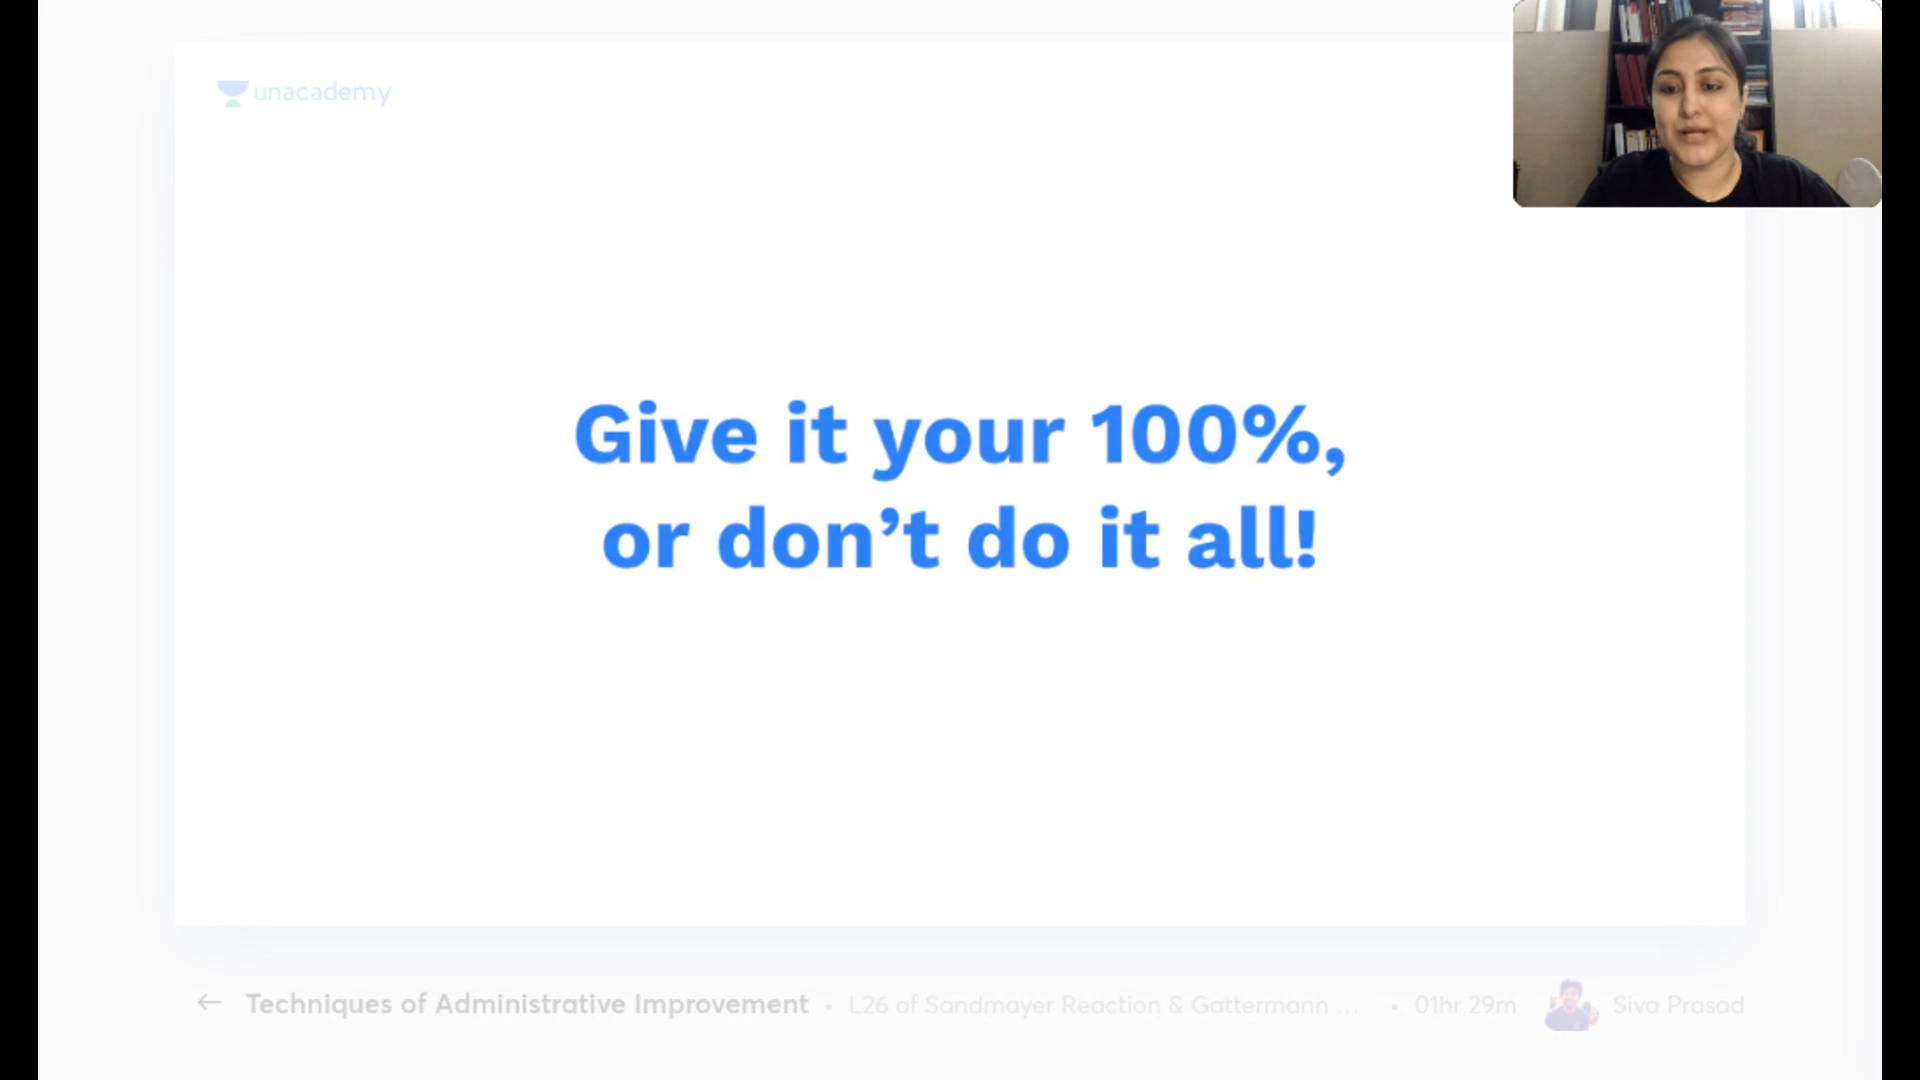 unacademy
Give it your 100%,
or don’t do it all!
Techniques of Administrative Improvement • L26 of Sandmayer Reaction & Gattermann ... • 01hr 29m Siva Prasad